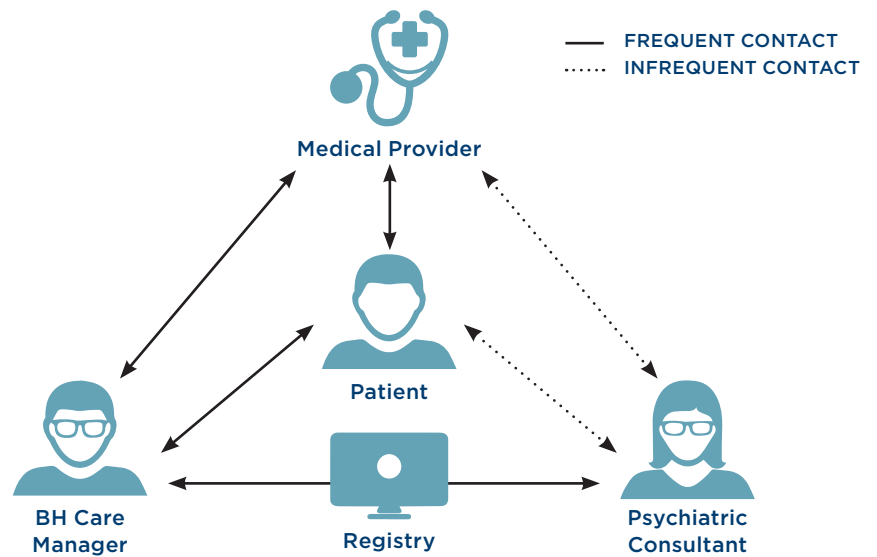 FREQUENT CONTACT
INFREQUENT CONTACT
Medical Provider
Patient
BH Care
Manager
Registry
Psychiatric
Consultant